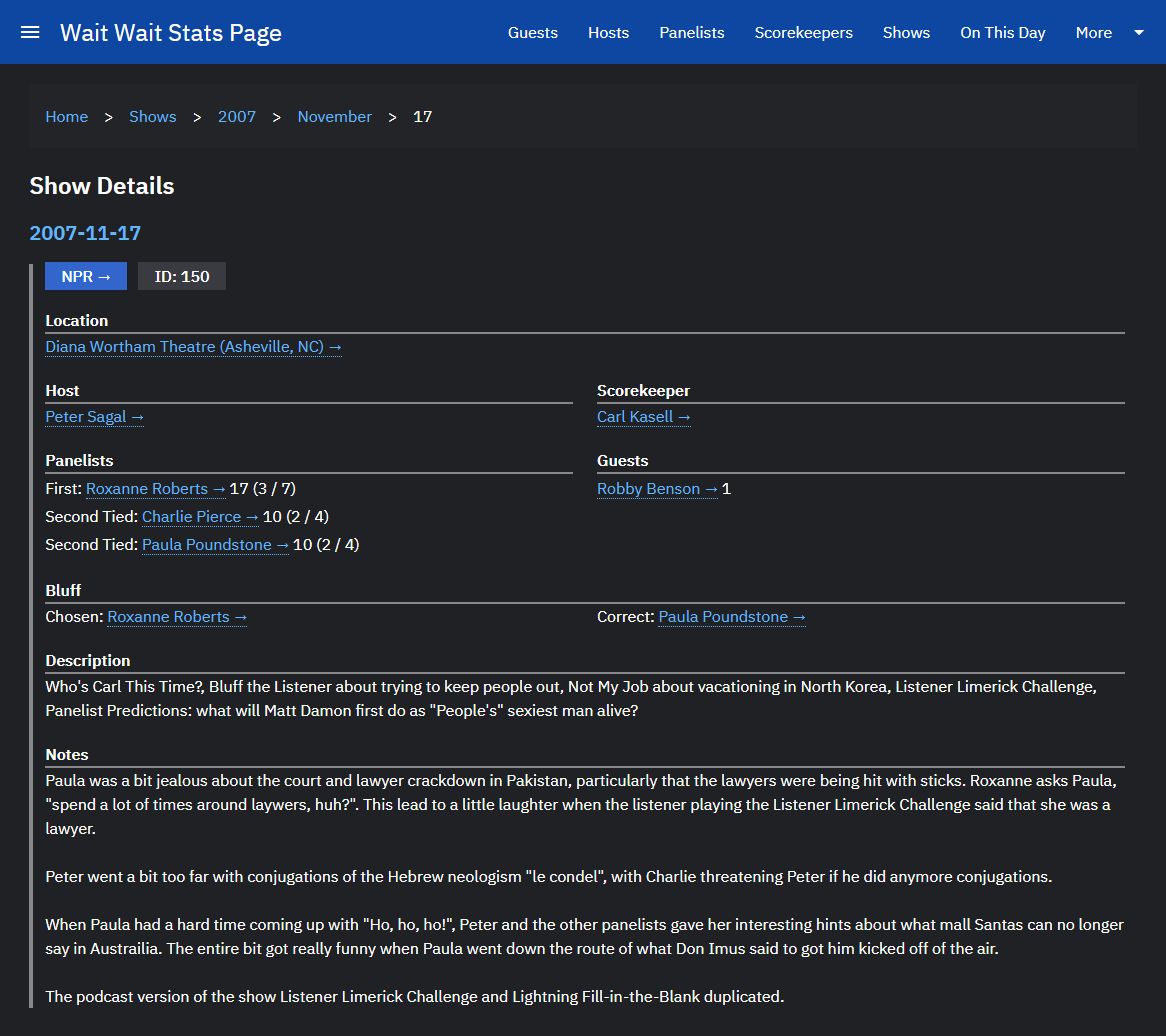 Wait Wait Stats Page
Guests Hosts Panelists Scorekeepers Shows On This Day More
Home > Shows > 2007 > November > 17
Show Details
2007-11-17
NPR → ID: 150
Location
Diana Wortham Theatre (Asheville, NC) →
Host
Peter Sagal →
Scorekeeper
Carl Kasell →
Panelists
First: Roxanne Roberts → 17 (3 / 7)
Second Tied: Charlie Pierce → 10 (2 / 4)
Second Tied: Paula Poundstone → 10 (2 / 4)
Guests
Robby Benson → 1
Bluff
Chosen: Roxanne Roberts →
Correct: Paula Poundstone →
Description
Who's Carl This Time?, Bluff the Listener about trying to keep people out, Not My Job about vacationing in North Korea, Listener Limerick Challenge,
Panelist Predictions: what will Matt Damon first do as "People's" sexiest man alive?
Notes
Paula was a bit jealous about the court and lawyer crackdown in Pakistan, particularly that the lawyers were being hit with sticks. Roxanne asks Paula,
"spend a lot of times around laywers, huh?". This lead to a little laughter when the listener playing the Listener Limerick Challenge said that she was a
lawyer.
Peter went a bit too far with conjugations of the Hebrew neologism "le condel", with Charlie threatening Peter if he did anymore conjugations.
When Paula had a hard time coming up with "Ho, ho, ho!", Peter and the other panelists gave her interesting hints about what mall Santas can no longer
say in Austrailia. The entire bit got really funny when Paula went down the route of what Don Imus said to got him kicked off of the air.
The podcast version of the show Listener Limerick Challenge and Lightning Fill-in-the-Blank duplicated.